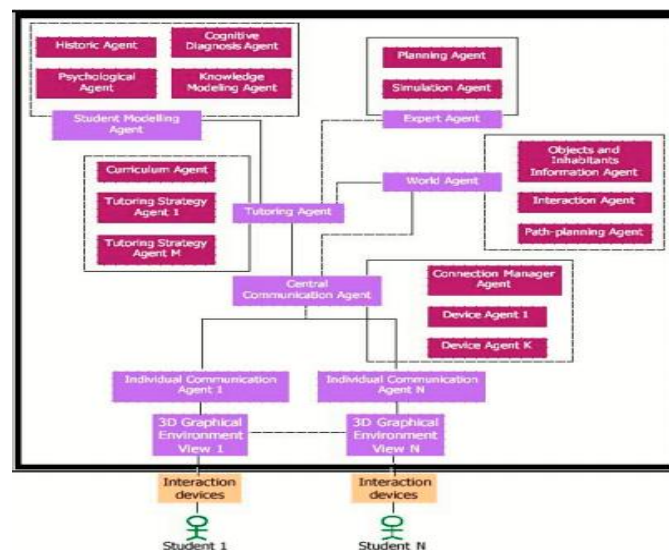 Historic Agent
Cognitive
Diagnosis Agent
Psychological
Agent
Knowledge
Modeling Agent
Student Modelling
Agent
Planning Agent
Simulation Agent
Expert Agent
Curriculum Agent
Tutoring Strategy
Agent 1
Tutoring Strategy
Agent M
Tutoring Agent
World Agent
Objects and
Inhabitants
Information Agent
Interaction Agent
Path-planning Agent
Central
Communication Agent
Connection Manager
Agent
Device Agent 1
Device Agent K
Individual Communication
Agent 1
Individual Communication
Agent N
3D Graphical
Environment
View 1
3D Graphical
Environment
View N
Interaction
devices
Interaction
devices
Student 1
Student N